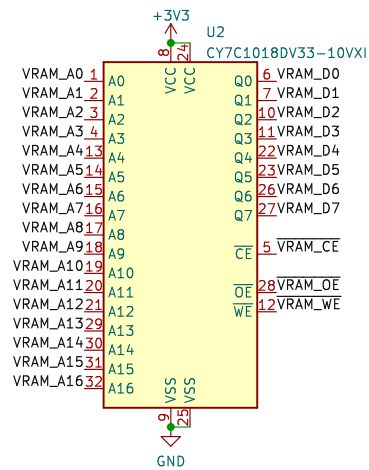 +3V3
U2
CY7C1018DV33-10VXI
8 VCC
24 VCC
VRAM_A0 1 A0 Q0 6 VRAM_D0
VRAM_A1 2 A1 Q1 7 VRAM_D1
VRAM_A2 3 A2 Q2 10 VRAM_D2
VRAM_A3 4 A3 Q3 11 VRAM_D3
VRAM_A4 13 A4 Q4 22 VRAM_D4
VRAM_A5 14 A5 Q5 23 VRAM_D5
VRAM_A6 15 A6 Q6 26 VRAM_D6
VRAM_A7 16 A7 Q7 27 VRAM_D7
VRAM_A8 17 A8
VRAM_A9 18 A9 CE 5 VRAM_CE
VRAM_A10 19 A10
VRAM_A11 20 A11 OE 28 VRAM_OE
VRAM_A12 21 A12 WE 12 VRAM_WE
VRAM_A13 29 A13
VRAM_A14 30 A14
VRAM_A15 31 A15
VRAM_A16 32 A16
VSS 9
VSS 25
GND